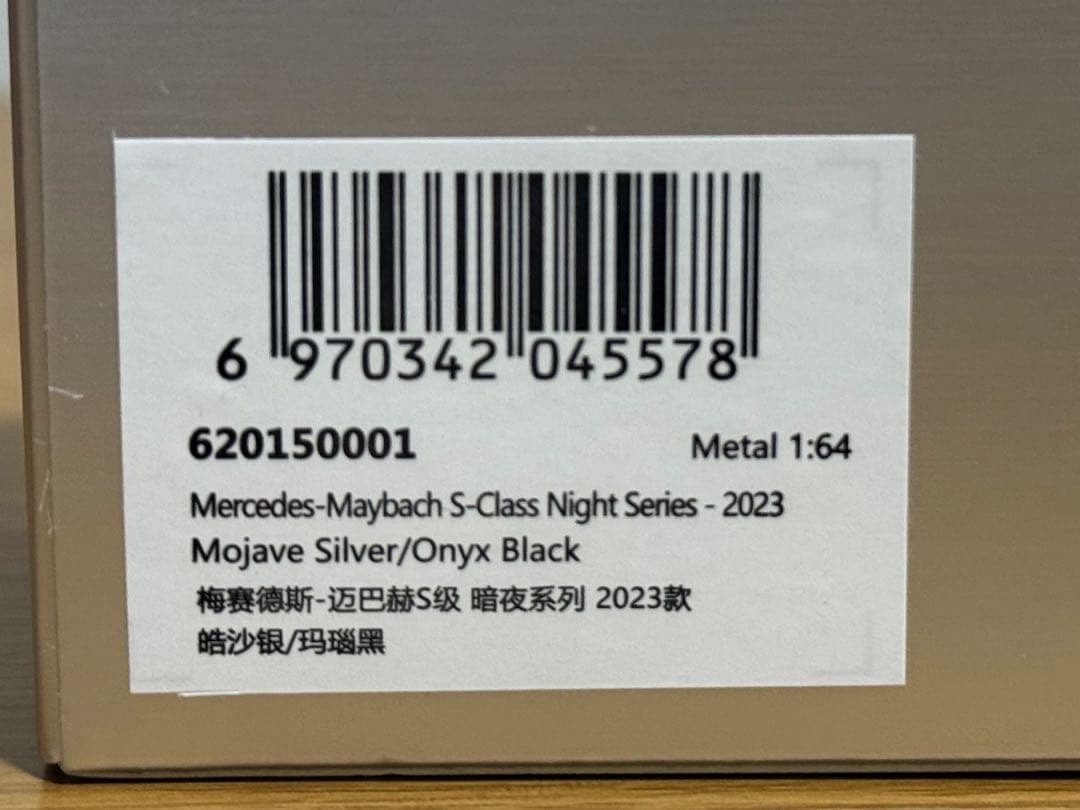 6 970342 045578
620150001 Metal 1:64
Mercedes-Maybach S-Class Night Series - 2023
Mojave Silver/Onyx Black
梅赛德斯-迈巴赫S级 暗夜系列 2023款
皓沙银/玛瑙黑